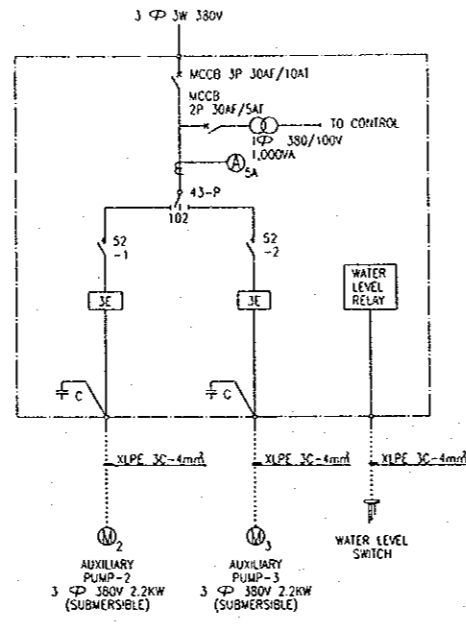 3 Φ 3W 380V
MCCB 3P 30AF/10AT
MCCB
2P 30AF/5AT
TO CONTROL
1Φ 380/100V
1,000VA
A
5A
43-P
102
52
-1
52
-2
3E
3E
WATER
LEVEL
RELAY
C
C
XLPE 3C-4mm²
XLPE 3C-4mm²
XLPE 3C-4mm²
M2
M3
WATER LEVEL
SWITCH
AUXILIARY
PUMP-2
3 Φ 380V 2.2KW
(SUBMERSIBLE)
AUXILIARY
PUMP-3
3 Φ 380V 2.2KW
(SUBMERSIBLE)